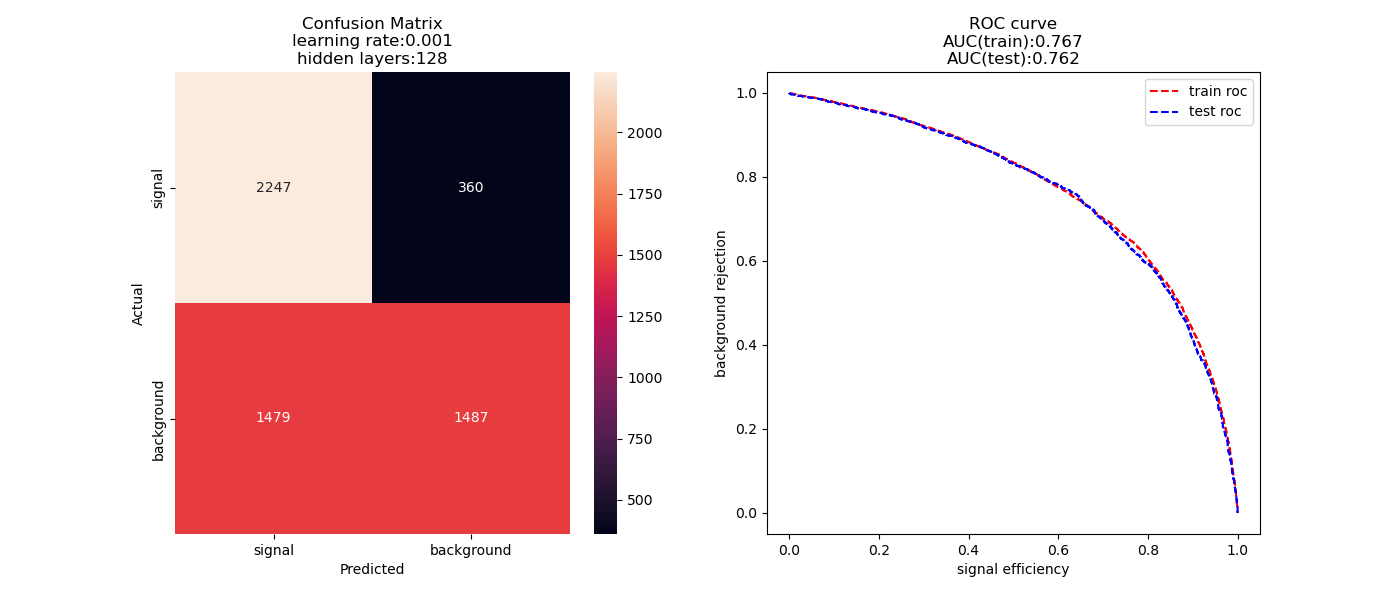 Confusion Matrix
learning rate:0.001
hidden layers:128
signal
background
Actual
2247
360
1479
1487
signal
background
Predicted
2000
1750
1500
1250
1000
750
500
ROC curve
AUC(train):0.767
AUC(test):0.762
train roc
test roc
background rejection
1.0
0.8
0.6
0.4
0.2
0.0
0.0 0.2 0.4 0.6 0.8 1.0
signal efficiency